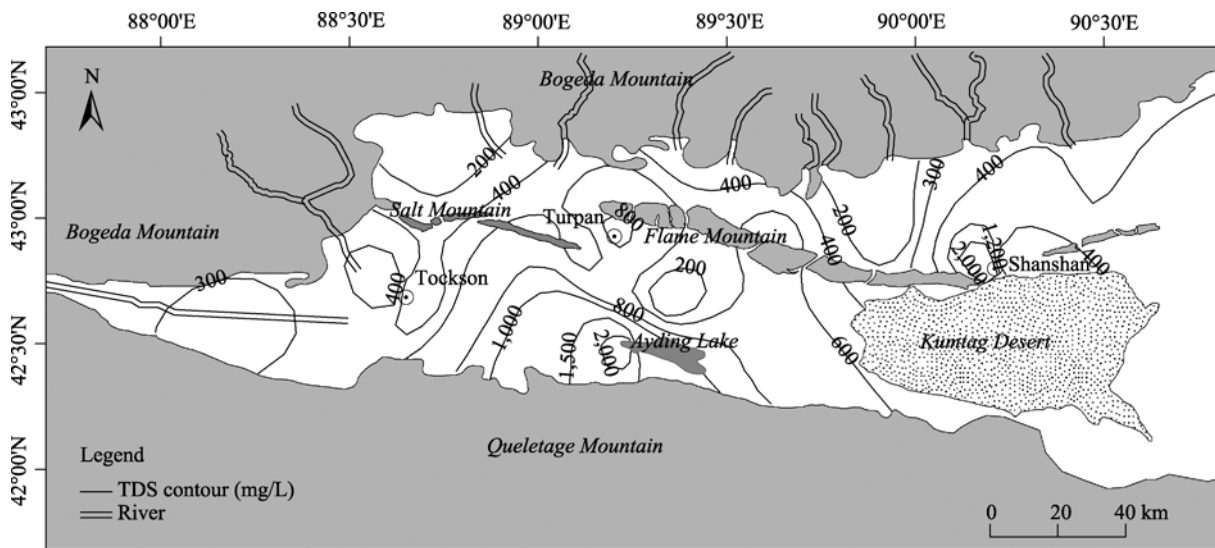 88°00'E 88°30'E 89°00'E 89°30'E 90°00'E 90°30'E
N
43°00'N
Bogeda Mountain
200
400
300
400
400
43°00'N
Salt Mountain
Turpan
800
Flame Mountain
200
400
1,200
2,000
Shanshan
400
Bogeda Mountain
300
400
Tockson
200
42°30'N
1,000
800
1,500
2,000
Ayding Lake
600
Kumtag Desert
42°00'N
Queletage Mountain
Legend
TDS contour (mg/L)
River
0 20 40 km